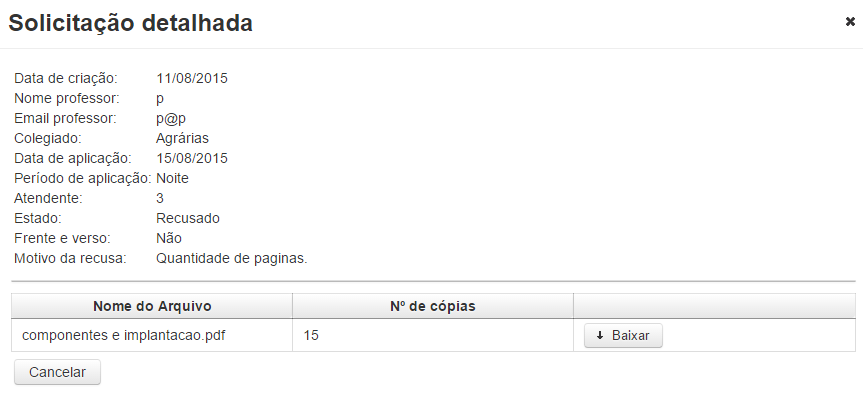 Solicitação detalhada
Data de criação: 11/08/2015
Nome professor: p
Email professor: p@p
Colegiado: Agrárias
Data de aplicação: 15/08/2015
Período de aplicação: Noite
Atendente: 3
Estado: Recusado
Frente e verso: Não
Motivo da recusa: Quantidade de paginas.
Nome do Arquivo Nº de cópias
componentes e implantacao.pdf 15 Baixar
Cancelar